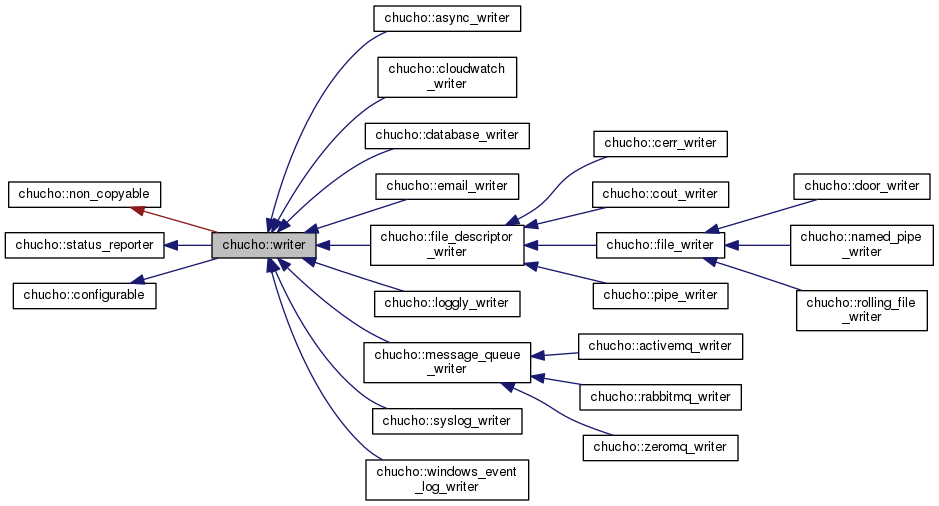 chucho::non_copyable
chucho::status_reporter
chucho::configurable
chucho::writer
chucho::async_writer
chucho::cloudwatch
_writer
chucho::database_writer
chucho::email_writer
chucho::file_descriptor
_writer
chucho::loggly_writer
chucho::message_queue
_writer
chucho::syslog_writer
chucho::windows_event
_log_writer
chucho::cerr_writer
chucho::cout_writer
chucho::file_writer
chucho::pipe_writer
chucho::activemq_writer
chucho::rabbitmq_writer
chucho::zeromq_writer
chucho::door_writer
chucho::named_pipe
_writer
chucho::rolling_file
_writer